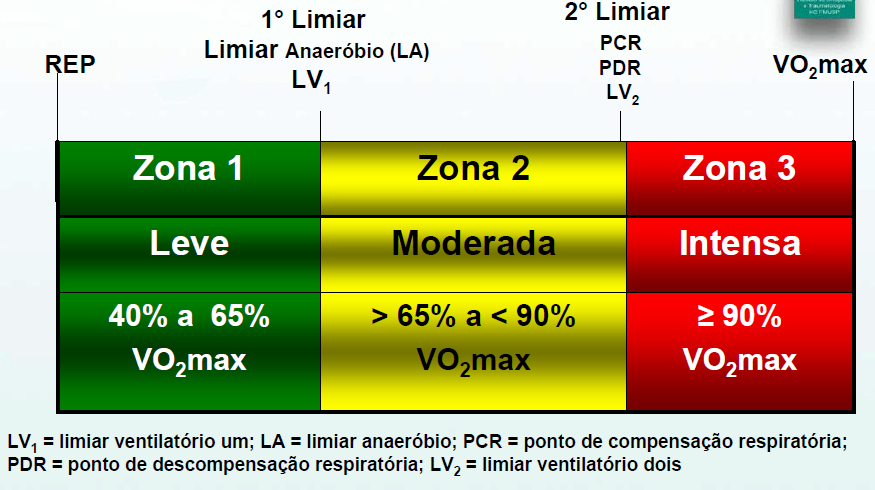 1° Limiar
Limiar Anaeróbio (LA)
LV₁
2° Limiar
PCR
PDR
LV₂
REP
VO₂max
Zona 1
Zona 2
Zona 3
Leve
Moderada
Intensa
40% a 65%
VO₂max
> 65% a < 90%
VO₂max
≥ 90%
VO₂max
LV₁ = limiar ventilatório um; LA = limiar anaeróbio; PCR = ponto de compensação respiratória;
PDR = ponto de descompensação respiratória; LV₂ = limiar ventilatório dois